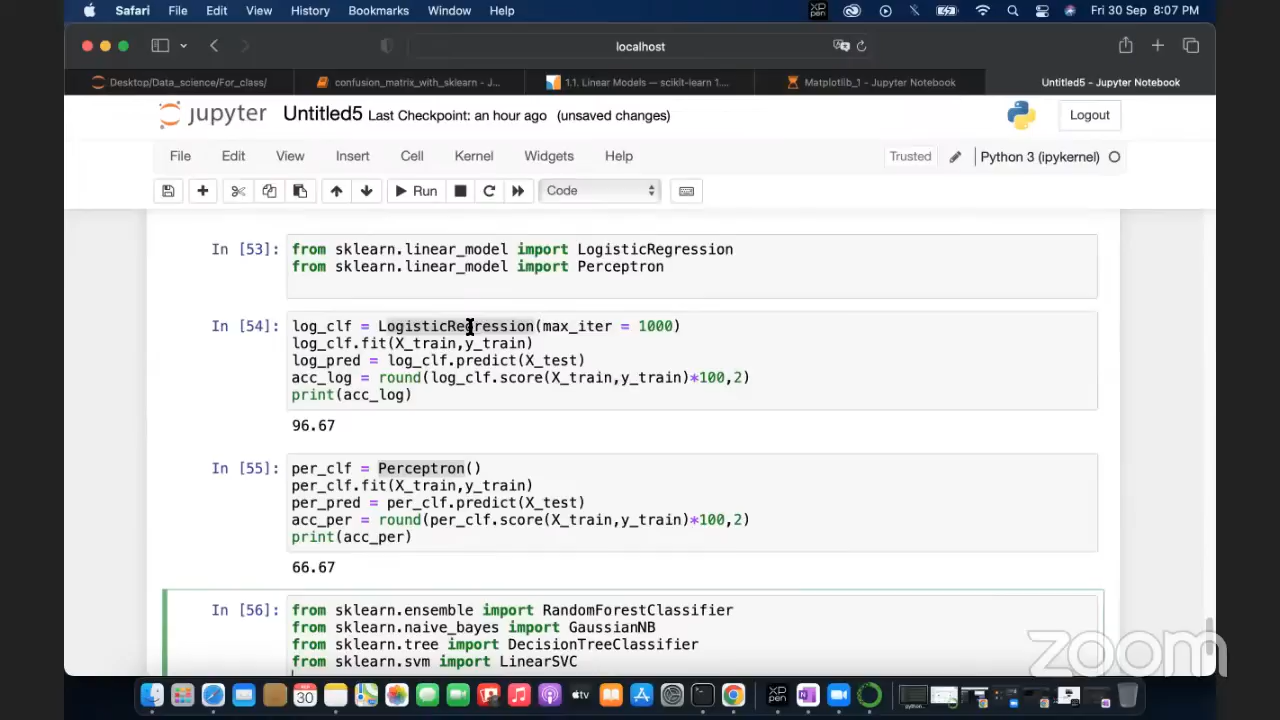 Safari File Edit View History Bookmarks Window Help XP pen Fri 30 Sep 8:07 PM
localhost
Desktop/Data_science/For_class/ confusion_matrix_with_sklearn - J... 1.1. Linear Models — scikit-learn 1.... Matplotlib_1 - Jupyter Notebook Untitled5 - Jupyter Notebook
jupyter Untitled5 Last Checkpoint: an hour ago (unsaved changes) Logout
File Edit View Insert Cell Kernel Widgets Help Trusted Python 3 (ipykernel)
Run Code
In [53]: from sklearn.linear_model import LogisticRegression
from sklearn.linear_model import Perceptron
In [54]: log_clf = LogisticRegression(max_iter = 1000)
log_clf.fit(X_train,y_train)
log_pred = log_clf.predict(X_test)
acc_log = round(log_clf.score(X_train,y_train)*100,2)
print(acc_log)
96.67
In [55]: per_clf = Perceptron()
per_clf.fit(X_train,y_train)
per_pred = per_clf.predict(X_test)
acc_per = round(per_clf.score(X_train,y_train)*100,2)
print(acc_per)
66.67
In [56]: from sklearn.ensemble import RandomForestClassifier
from sklearn.naive_bayes import GaussianNB
from sklearn.tree import DecisionTreeClassifier
from sklearn.svm import LinearSVC
zoom
30 tv XP pen